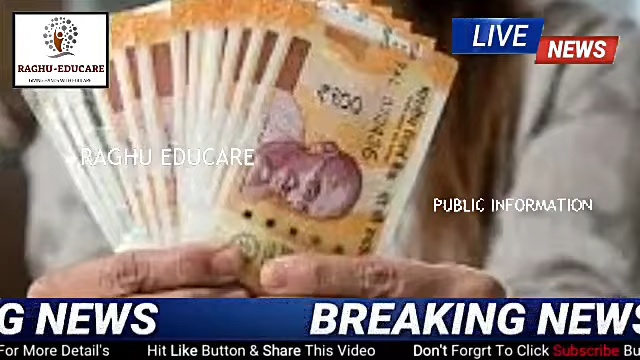 RAGHU-EDUCARE
LIVE
NEWS
RAGHU EDUCARE
PUBLIC INFORMATION
G NEWS BREAKING NEWS
For More Detail's Hit Like Button & Share This Video Don't Forgrt To Click Subscribe Bu